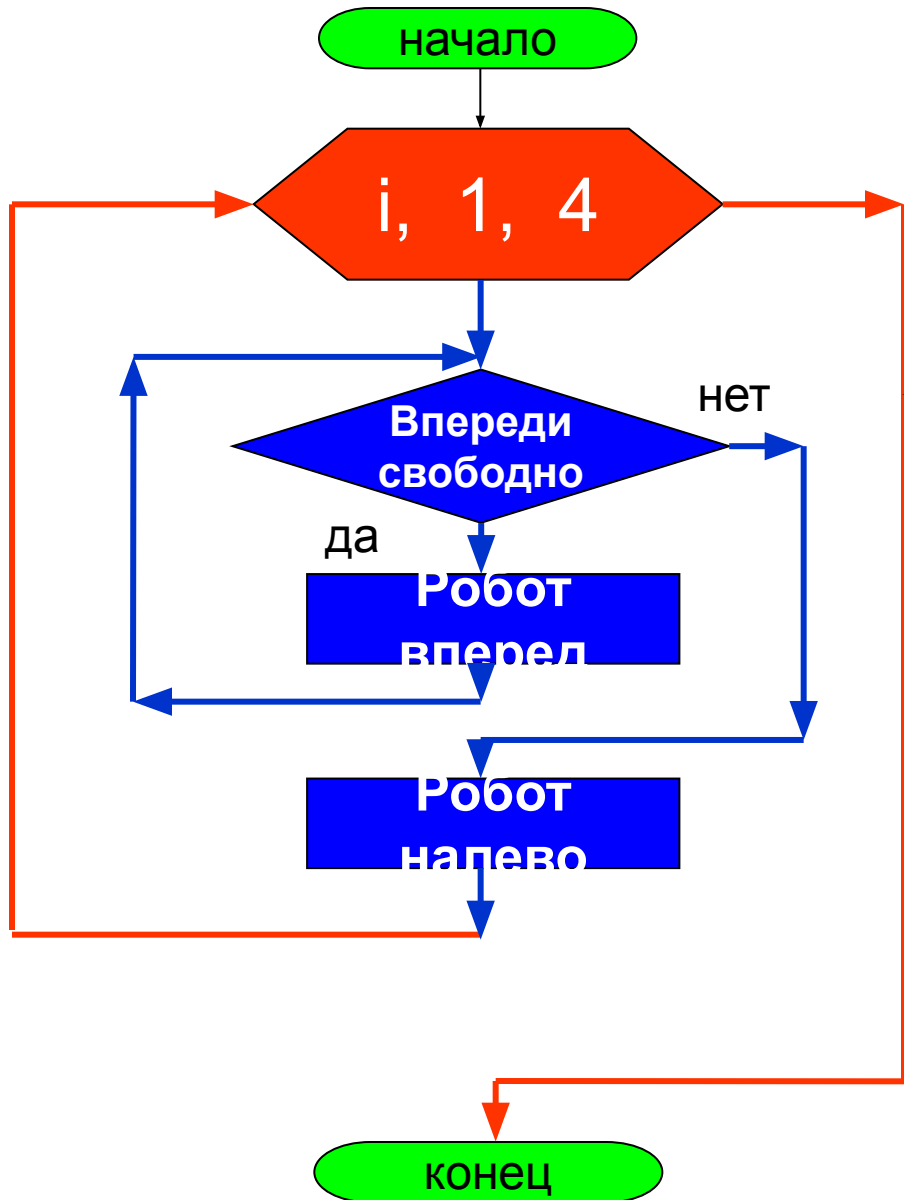 начало
i, 1, 4
Впереди
свободно
нет
да
Робот
вперед
Робот
налево
конец